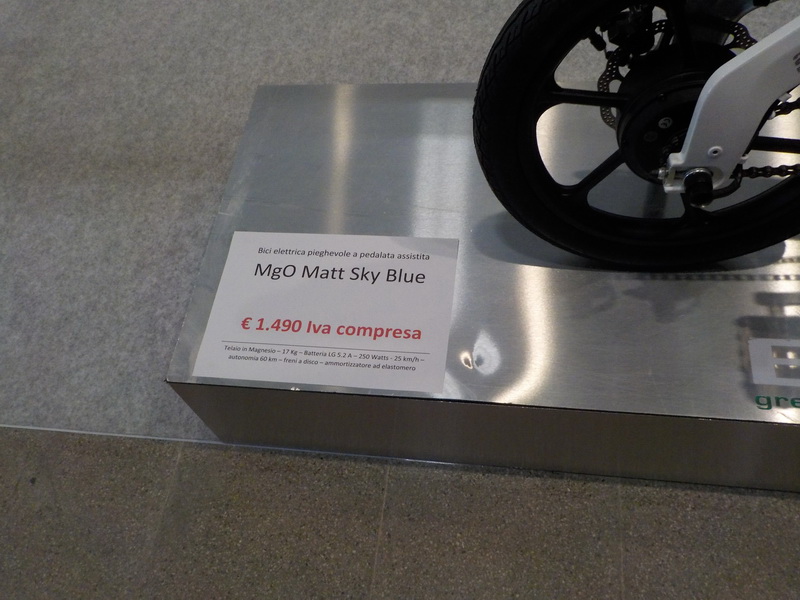 Bici elettrica pieghevole a pedalata assistita
MgO Matt Sky Blue
€ 1.490 Iva compresa
Telaio in Magnesio – 17 Kg – Batteria LG 5.2 A – 250 Watts - 25 km/h –
autonomia 60 km – freni a disco – ammortizzatore ad elastomero
gre